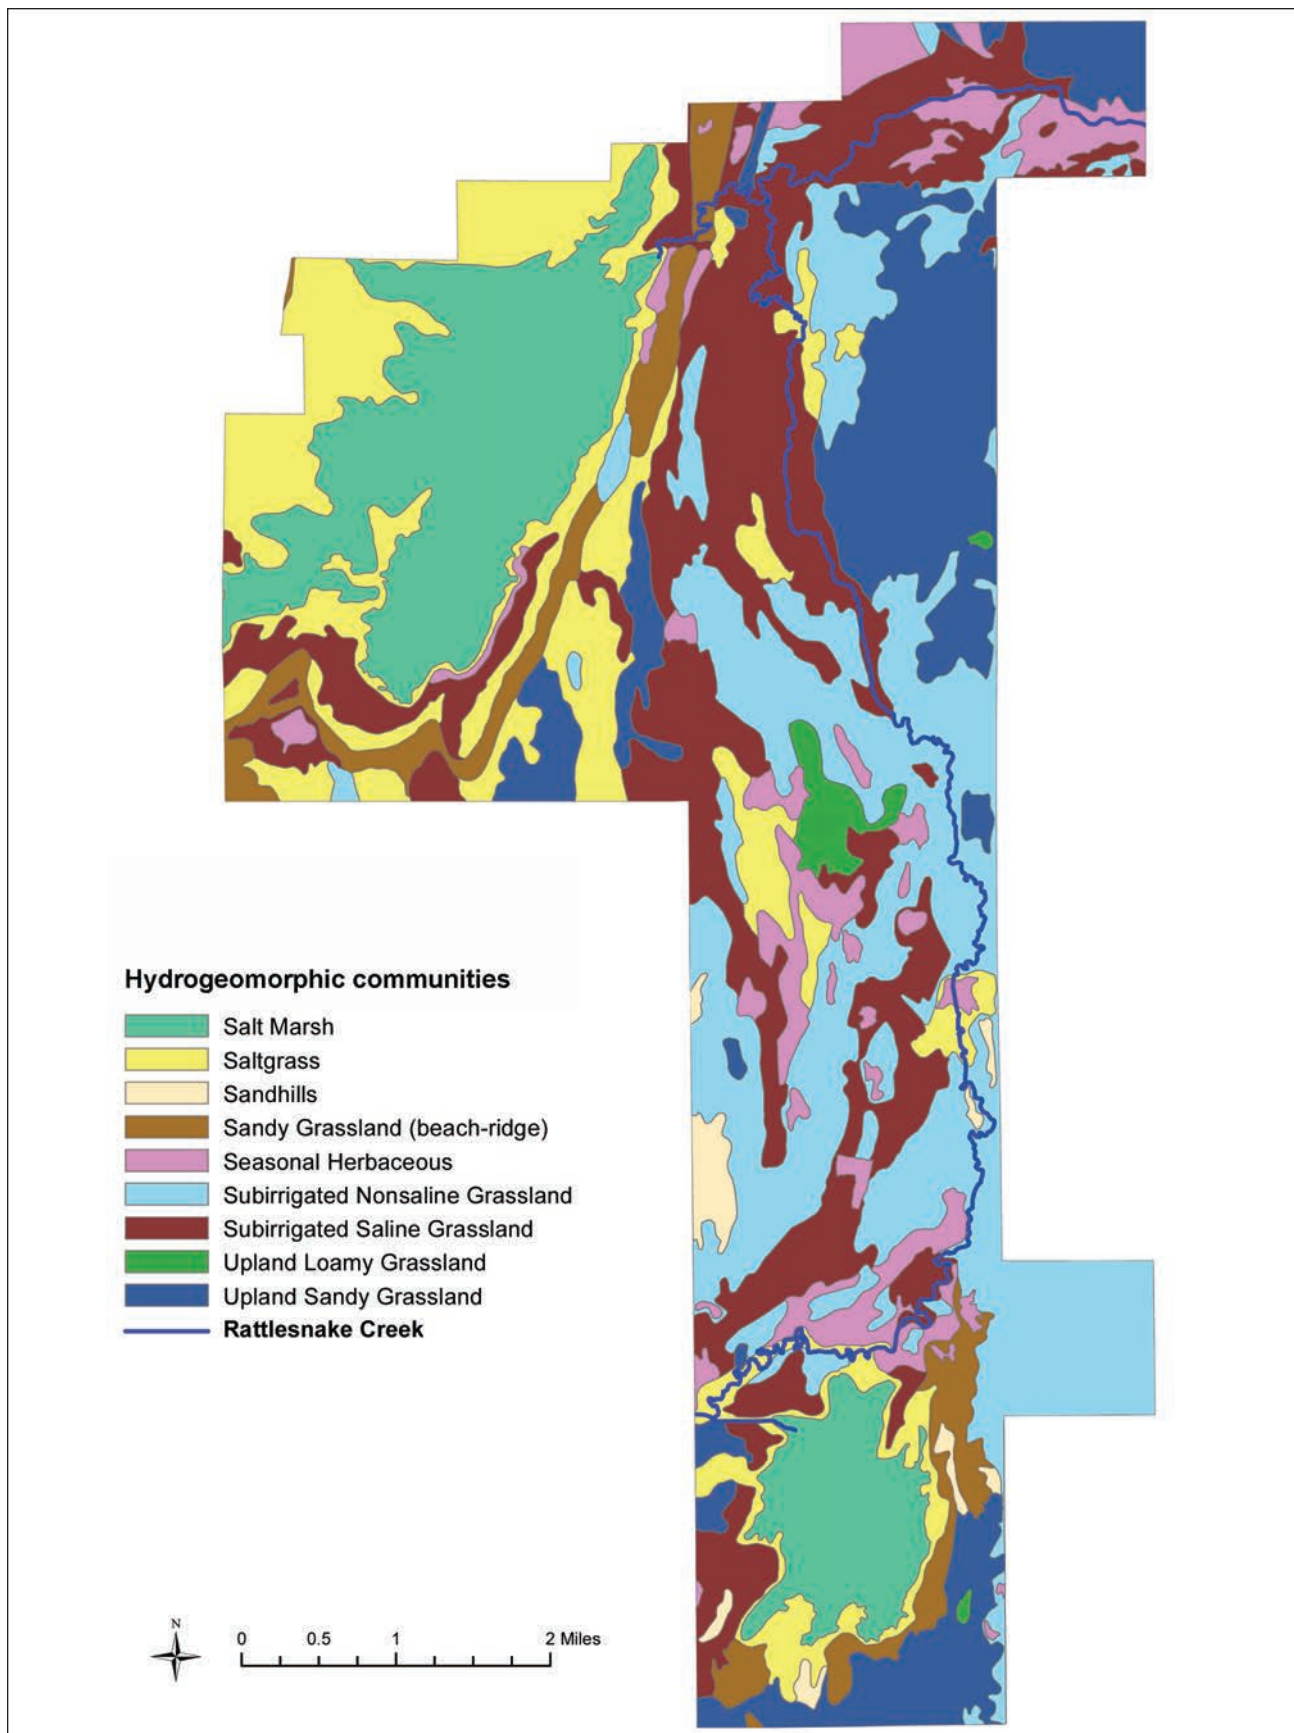 Hydrogeomorphic communities
Salt Marsh
Saltgrass
Sandhills
Sandy Grassland (beach-ridge)
Seasonal Herbaceous
Subirrigated Nonsaline Grassland
Subirrigated Saline Grassland
Upland Loamy Grassland
Upland Sandy Grassland
Rattlesnake Creek
N
0 0.5 1 2 Miles